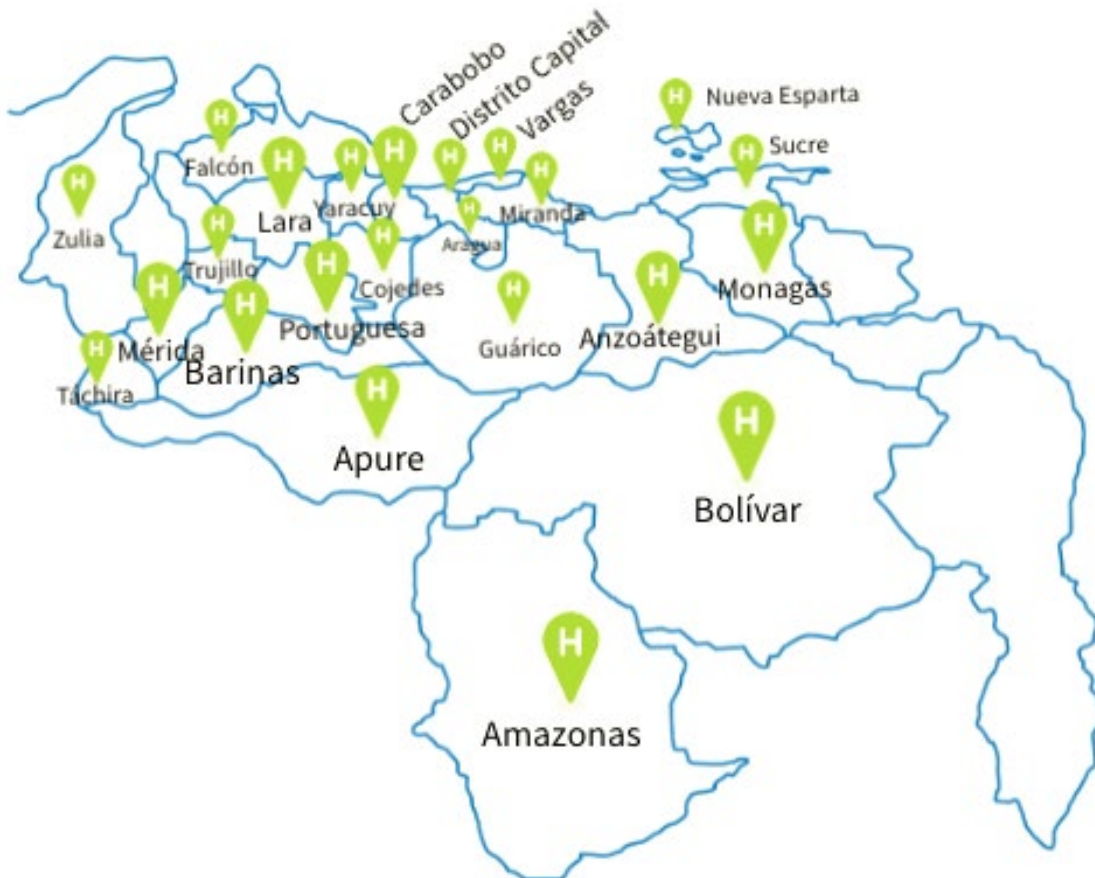 Carabobo
Distrito Capital
Vargas
H Nueva Esparta
H Sucre
H Falcón
H Lara
H Yaracuy
H
H
H
H Miranda
H Zulia
H Trujillo
H Cojedes
H Aragua
H Monagas
H Mérida
H Barinas
H Portuguesa
H Guárico
H Anzoátegui
H Táchira
H Apure
H Bolívar
H Amazonas